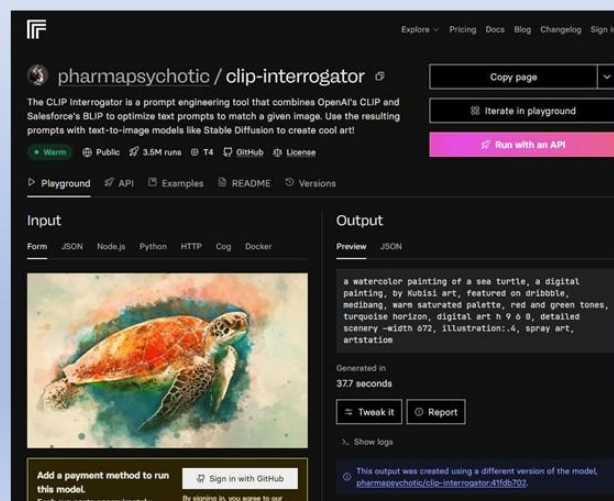 Explore Pricing Docs Blog Changelog Sign
pharmapsychotic / clip-interrogator
Copy page
The CLIP Interrogator is a prompt engineering tool that combines OpenAI's CLIP and
Salesforce's BLIP to optimize text prompts to match a given image. Use the resulting
prompts with text-to-image models like Stable Diffusion to create cool art!
Iterate in playground
Run with an API
Warm Public 3.5M runs T4 GitHub License
Playground API Examples README Versions
Input
Form JSON Node.js Python HTTP Cog Docker
Output
Preview JSON
a watercolor painting of a sea turtle, a digital
painting, by Kubisi art, featured on dribbble,
medibang, warm saturated palette, red and green tones,
turquoise horizon, digital art h 9 6 0, detailed
scenery —width 672, illustration:.4, spray art,
artstatiom
Generated in
37.7 seconds
Tweak it Report
Show logs
This output was created using a different version of the model,
pharmapsychotic/clip-interrogator:41fdb702.
Add a payment method to run
this model.
Sign in with GitHub
By signing in, you agree to our